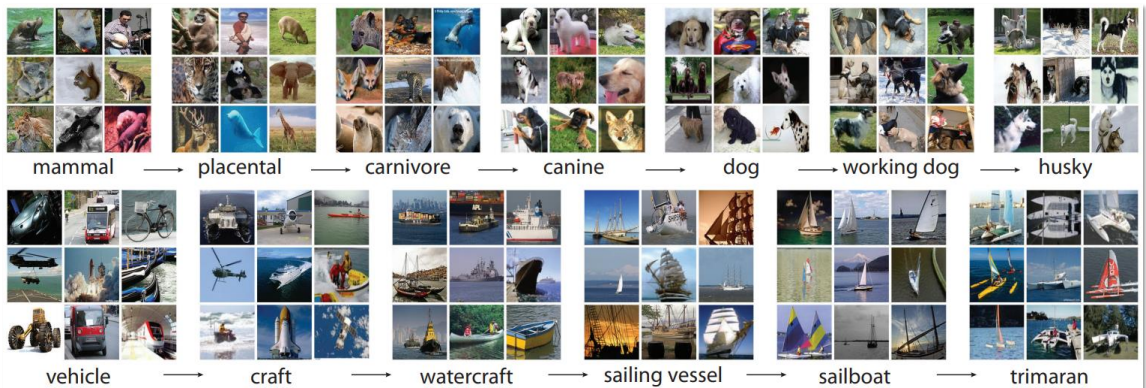 mammal → placental → carnivore → canine → dog → working dog → husky
vehicle → craft → watercraft → sailing vessel → sailboat → trimaran